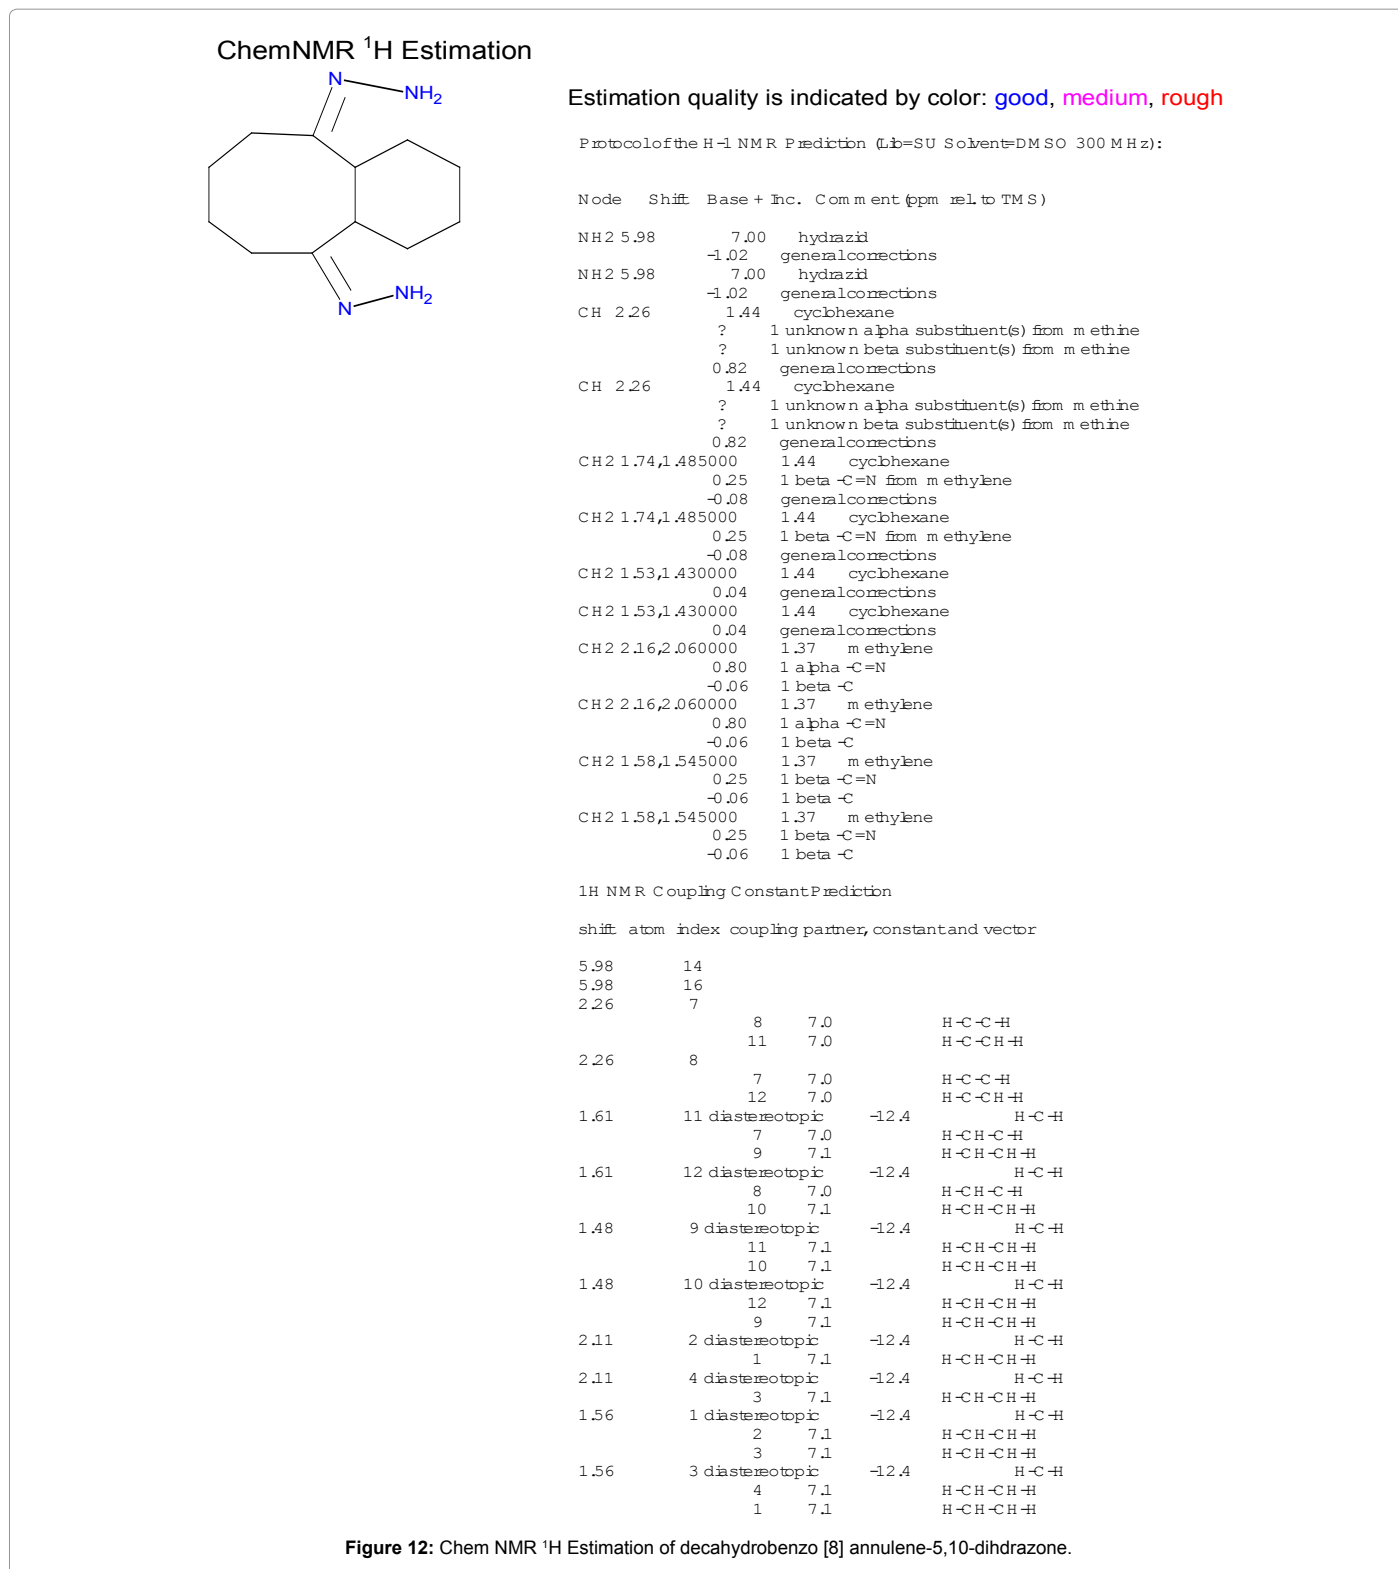 ChemNMR ¹H Estimation
N
NH₂
N
NH₂
Estimation quality is indicated by color: good, medium, rough
Protocol of the H-1 NMR Prediction (Lib=SU Solvent=DMSO 300 MHz):
Node Shift Base + Inc. Comment (ppm rel. to TMS)
NH2 5.98 7.00 hydrazid
-1.02 general corrections
NH2 5.98 7.00 hydrazid
-1.02 general corrections
CH 2.26 1.44 cyclohexane
? 1 unknown alpha substituent(s) from methine
? 1 unknown beta substituent(s) from methine
0.82 general corrections
CH 2.26 1.44 cyclohexane
? 1 unknown alpha substituent(s) from methine
? 1 unknown beta substituent(s) from methine
0.82 general corrections
CH2 1.74,1.485000 1.44 cyclohexane
0.25 1 beta -C=N from methylene
-0.08 general corrections
CH2 1.74,1.485000 1.44 cyclohexane
0.25 1 beta -C=N from methylene
-0.08 general corrections
CH2 1.53,1.430000 1.44 cyclohexane
0.04 general corrections
CH2 1.53,1.430000 1.44 cyclohexane
0.04 general corrections
CH2 2.16,2.060000 1.37 methylene
0.80 1 alpha -C=N
-0.06 1 beta -C
CH2 2.16,2.060000 1.37 methylene
0.80 1 alpha -C=N
-0.06 1 beta -C
CH2 1.58,1.545000 1.37 methylene
0.25 1 beta -C=N
-0.06 1 beta -C
CH2 1.58,1.545000 1.37 methylene
0.25 1 beta -C=N
-0.06 1 beta -C
1H NMR Coupling Constant Prediction
shift atom index coupling partner, constant and vector
5.98 14
5.98 16
2.26 7
8 7.0 H-C-C-H
11 7.0 H-C-CH-H
2.26 8
7 7.0 H-C-C-H
12 7.0 H-C-CH-H
1.61 11 diastereotopic -12.4 H-C-H
7 7.0 H-CH-C-H
9 7.1 H-CH-CH-H
1.61 12 diastereotopic -12.4 H-C-H
8 7.0 H-CH-C-H
10 7.1 H-CH-CH-H
1.48 9 diastereotopic -12.4 H-C-H
11 7.1 H-CH-CH-H
10 7.1 H-CH-CH-H
1.48 10 diastereotopic -12.4 H-C-H
12 7.1 H-CH-CH-H
9 7.1 H-CH-CH-H
2.11 2 diastereotopic -12.4 H-C-H
1 7.1 H-CH-CH-H
2.11 4 diastereotopic -12.4 H-C-H
3 7.1 H-CH-CH-H
1.56 1 diastereotopic -12.4 H-C-H
2 7.1 H-CH-CH-H
3 7.1 H-CH-CH-H
1.56 3 diastereotopic -12.4 H-C-H
4 7.1 H-CH-CH-H
1 7.1 H-CH-CH-H
Figure 12: Chem NMR ¹H Estimation of decahydrobenzo [8] annulene-5,10-dihdrazone.